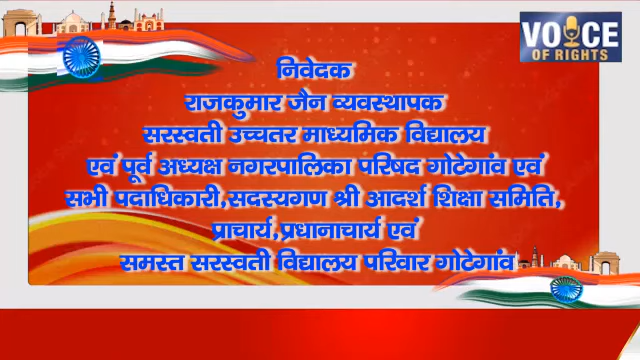 VOICE
OF RIGHTS
निवेदक
राजकुमार जैन व्यवस्थापक
सरस्वती उच्चतर माध्यमिक विद्यालय
एवं पूर्व अध्यक्ष नगरपालिका परिषद गोटेगांव एवं
सभी पदाधिकारी,सदस्यगण श्री आदर्श शिक्षा समिति,
प्राचार्य,प्रधानाचार्य एवं
समस्त सरस्वती विद्यालय परिवार गोटेगांव